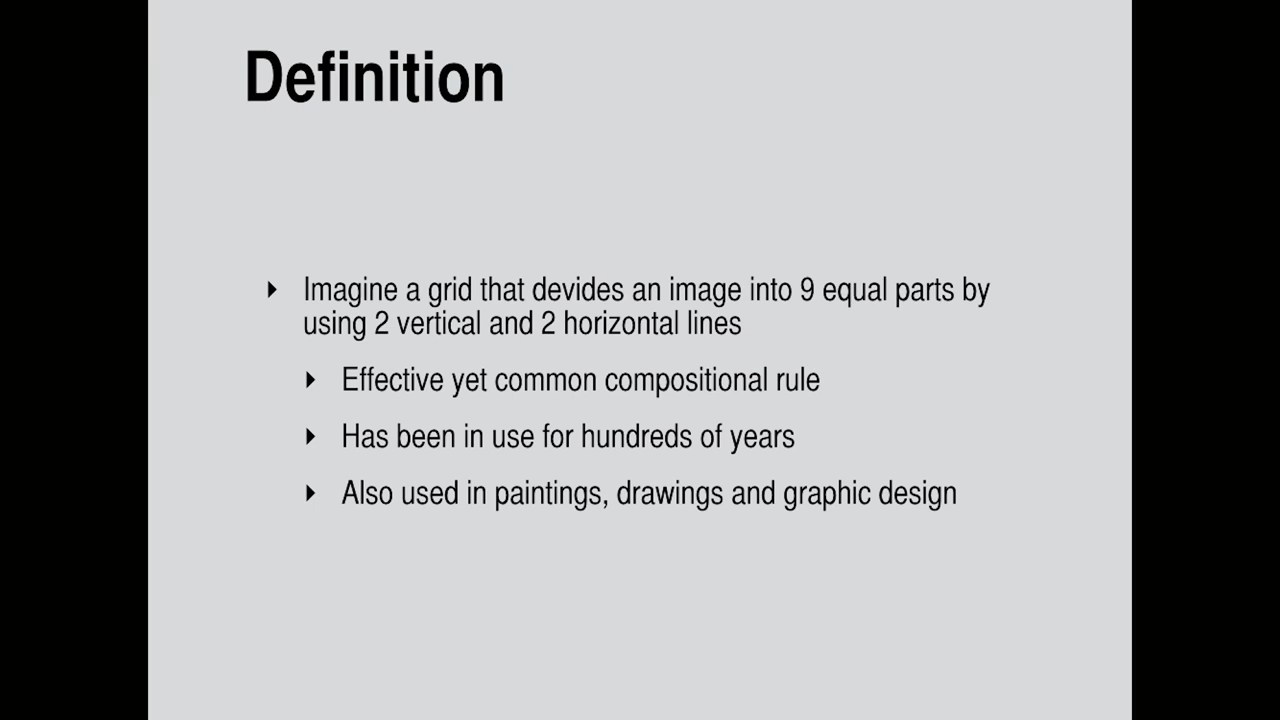 Definition
Imagine a grid that devides an image into 9 equal parts by
using 2 vertical and 2 horizontal lines
Effective yet common compositional rule
Has been in use for hundreds of years
Also used in paintings, drawings and graphic design